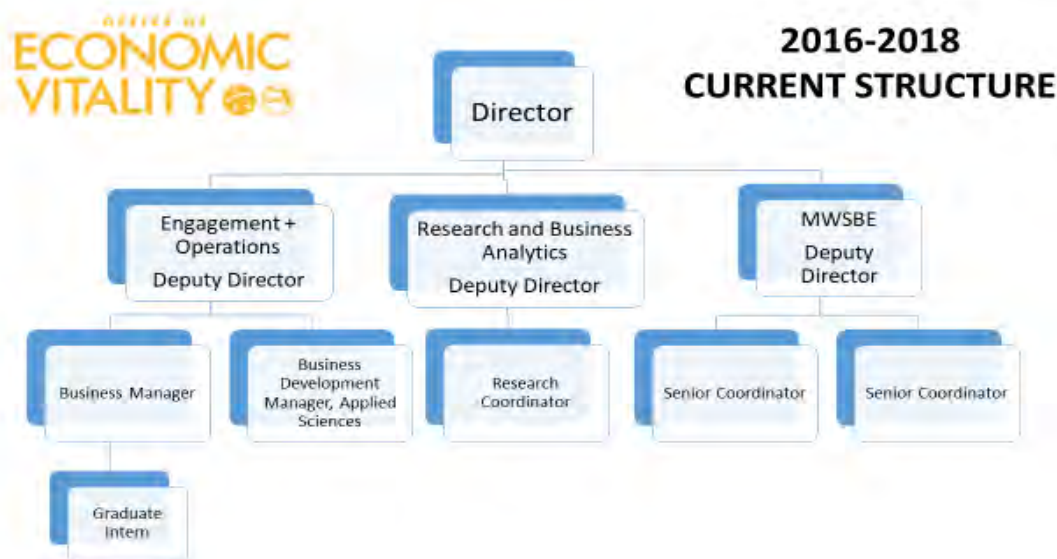 OFFICE OF
ECONOMIC
VITALITY
2016-2018
CURRENT STRUCTURE
Director
Engagement +
Operations
Deputy Director
Research and Business
Analytics
Deputy Director
MWSBE
Deputy
Director
Business Manager
Business
Development
Manager, Applied
Sciences
Research
Coordinator
Senior Coordinator
Senior Coordinator
Graduate
Intern